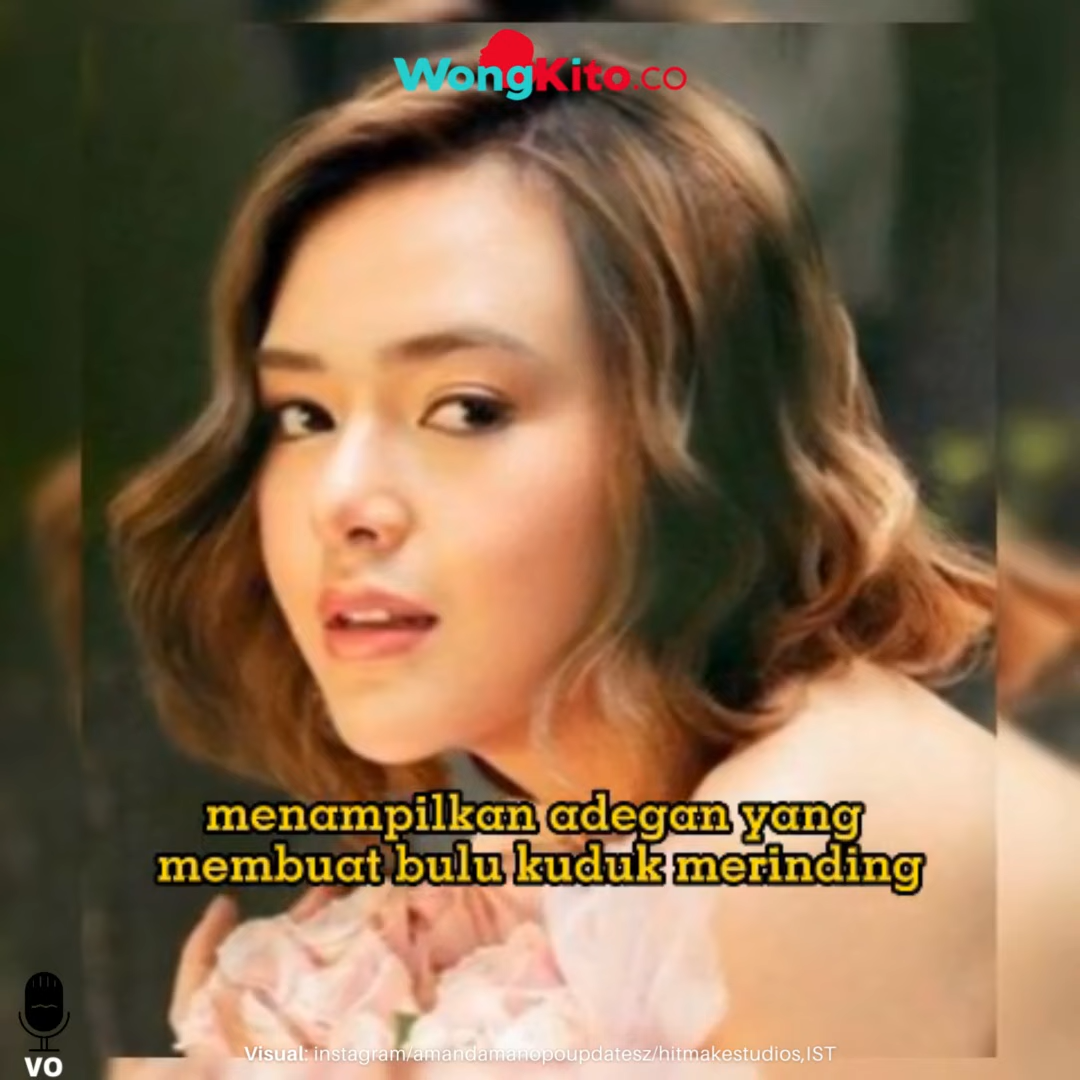 WongKito.co
menampilkan adegan yang
membuat bulu kuduk merinding
VO
Visual: instagram/amandamanopoupdatesz/hitmakestudios,IST